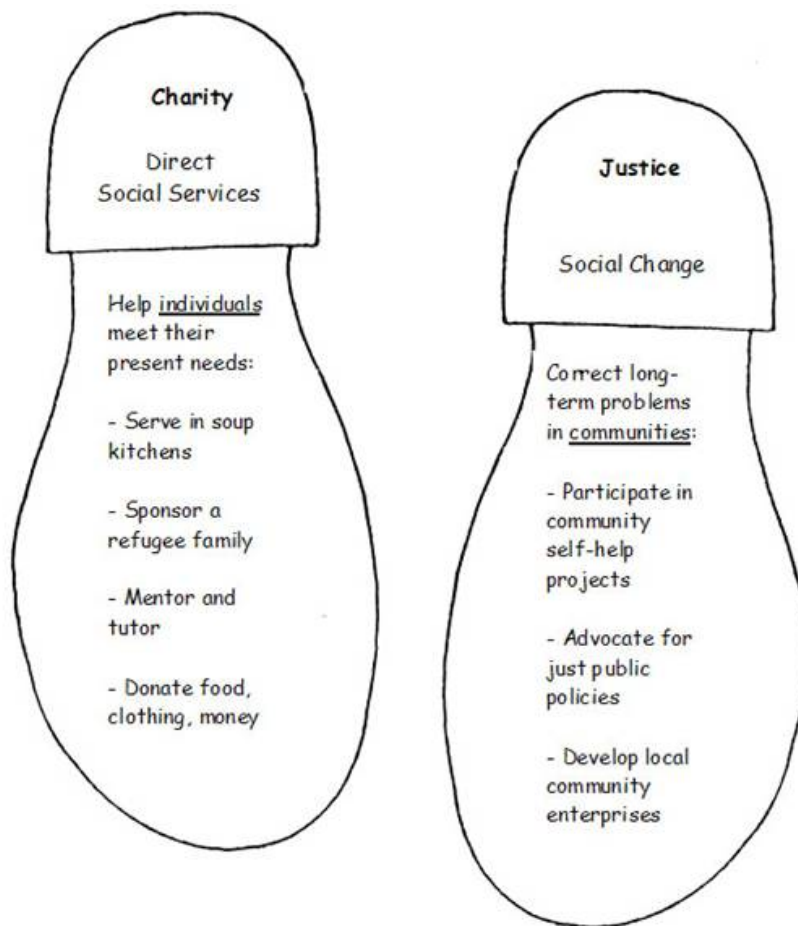 Charity
Direct
Social Services
Help individuals
meet their
present needs:
- Serve in soup
kitchens
- Sponsor a
refugee family
- Mentor and
tutor
- Donate food,
clothing, money
Justice
Social Change
Correct long-
term problems
in communities:
- Participate in
community
self-help
projects
- Advocate for
just public
policies
- Develop local
community
enterprises